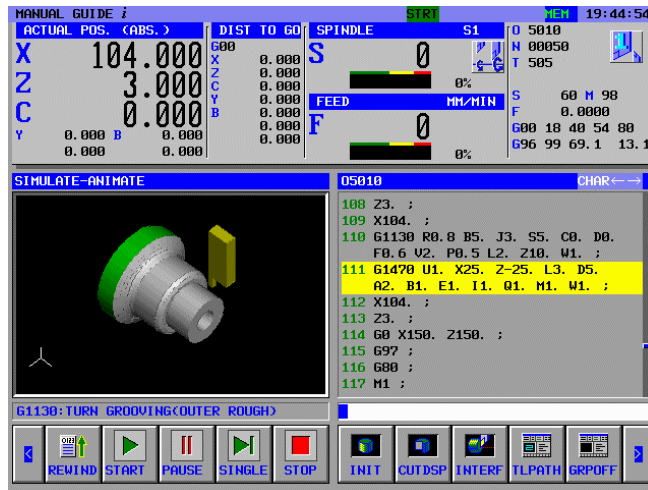 MANUAL GUIDE i STRT MEM 19:44:54
ACTUAL POS. (ABS.)
X 104.000
Z 3.000
C 0.000
Y 0.000 B 0.000
0.000 0.000
DIST TO GO
G00
X 0.000
Z 0.000
C 0.000
Y 0.000
B 0.000
0.000
0.000
SPINDLE S1
S 0
0%
FEED MM/MIN
F 0
0%
O 5010
N 00050
T 505
S 60 M 98
F 0.0000
G00 18 40 54 80
G96 99 69.1 13.1
SIMULATE-ANIMATE
O5010 CHAR←→
108 Z3. ;
109 X104. ;
110 G1130 R0.8 B5. J3. S5. C0. D0.
F0.6 V2. P0.5 L2. Z10. W1. ;
111 G1470 U1. X25. Z-25. L3. D5.
A2. B1. E1. I1. Q1. M1. W1. ;
112 X104. ;
113 Z3. ;
114 G0 X150. Z150. ;
115 G97 ;
116 G80 ;
117 M1 ;
G1130:TURN GROOVING(OUTER ROUGH)
REWIND START PAUSE SINGLE STOP INIT CUTDSP INTERF TLPATH GRPOFF